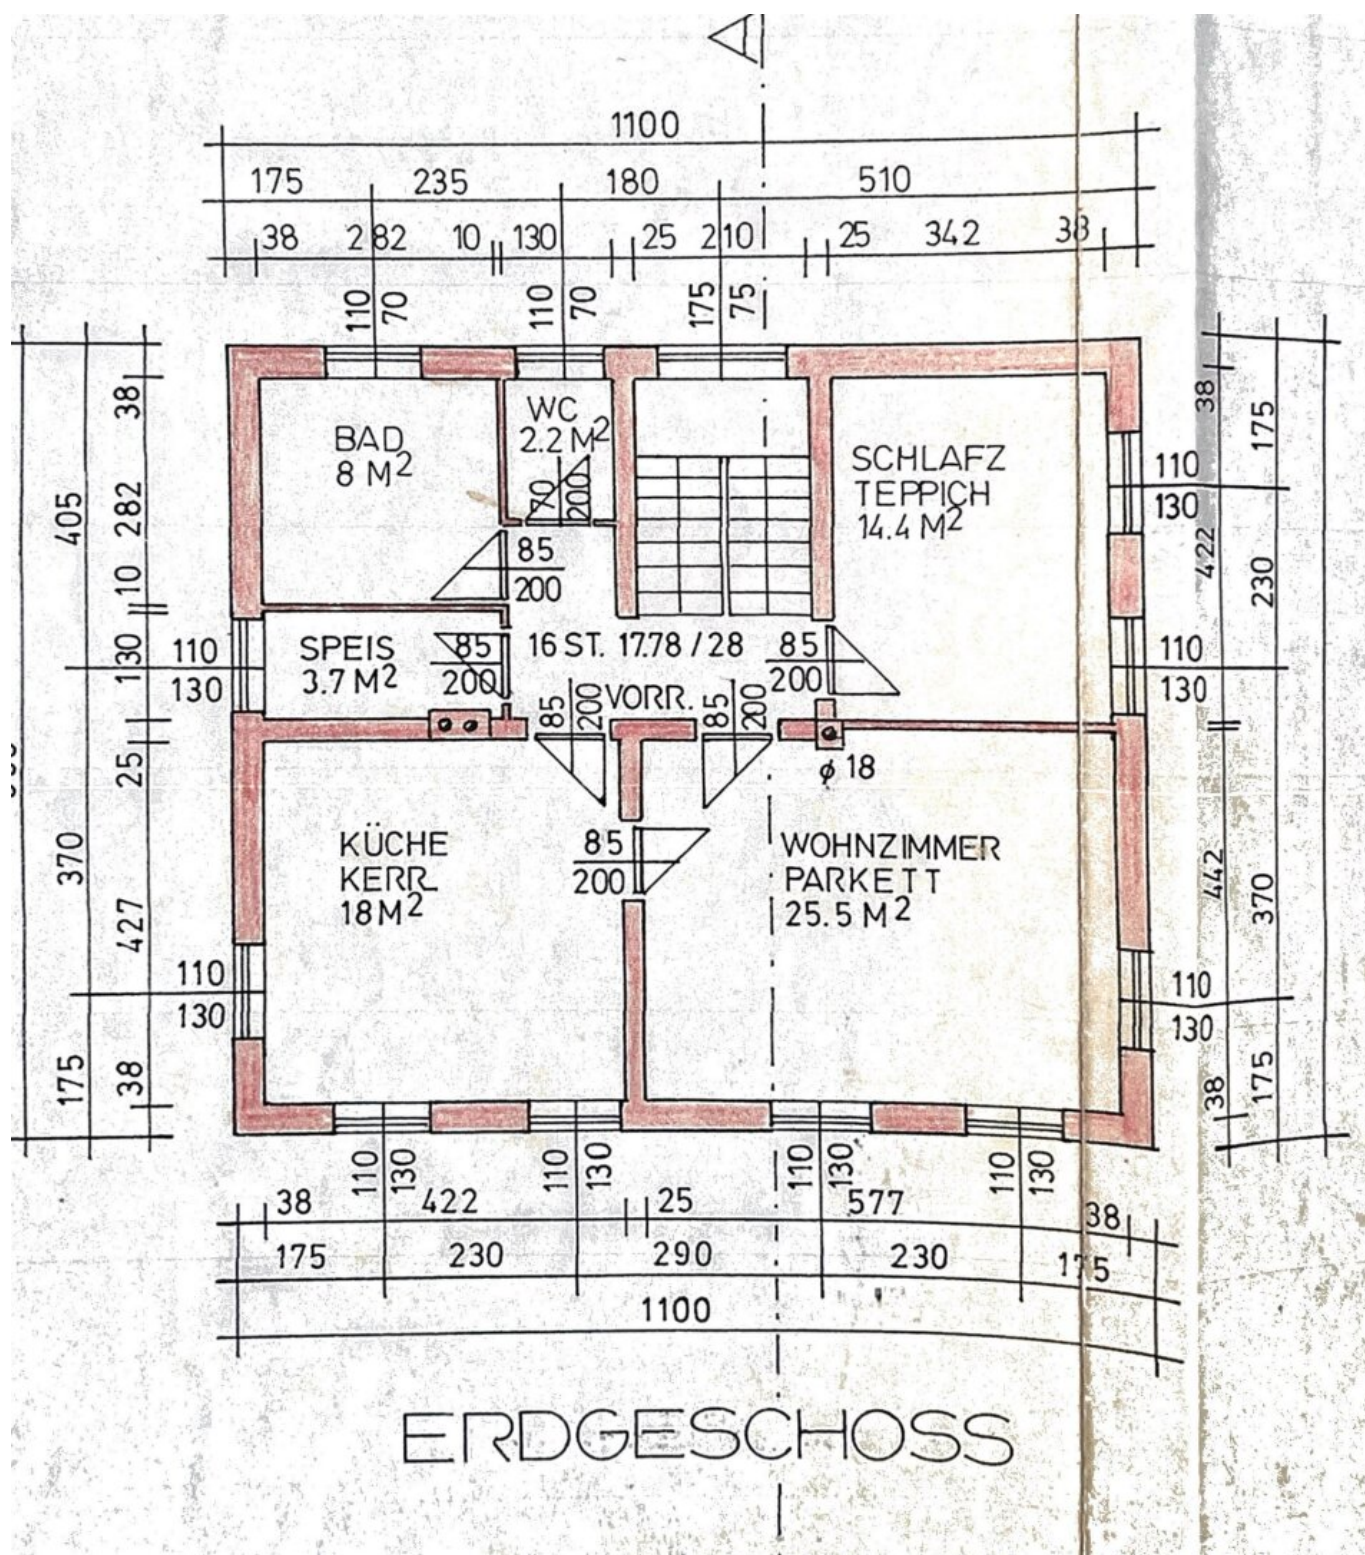 A
1100
175 235 180 510
38 282 10 130 25 210 25 342 38
110 70
110 70
175 75
38
405
282
10
130
25
370
427
175
38
BAD
8 M²
WC
2.2 M²
70
200
85
200
SCHLAFZ
TEPPICH
14.4 M²
110
130
38
175
422
230
SPEIS
3.7 M²
85
200
16 ST. 17.78 / 28
85
200
110
130
110
130
VORR.
85
200
85
200
ϕ 18
KÜCHE
KERR.
18 M²
85
200
WOHNZIMMER
PARKETT
25.5 M²
442
370
110
130
110
130
38
175
110 130
110 130
110 130
110 130
38 422 25 577 38
175 230 290 230 175
1100
ERDGESCHOSS